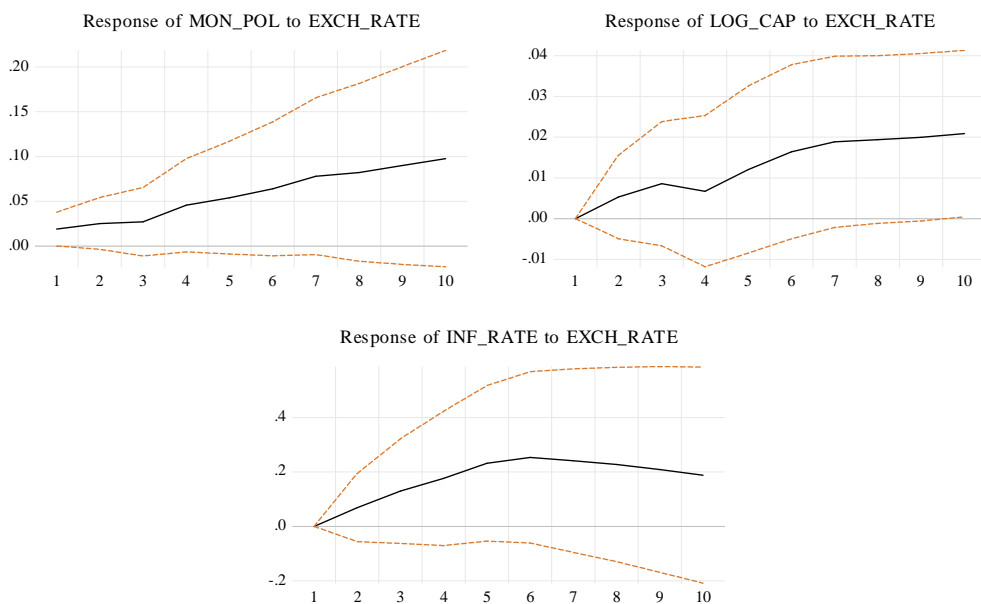 Response of MON_POL to EXCH_RATE
.20
.15
.10
.05
.00
1 2 3 4 5 6 7 8 9 10
Response of LOG_CAP to EXCH_RATE
.04
.03
.02
.01
.00
-.01
1 2 3 4 5 6 7 8 9 10
Response of INF_RATE to EXCH_RATE
.4
.2
.0
-.2
1 2 3 4 5 6 7 8 9 10